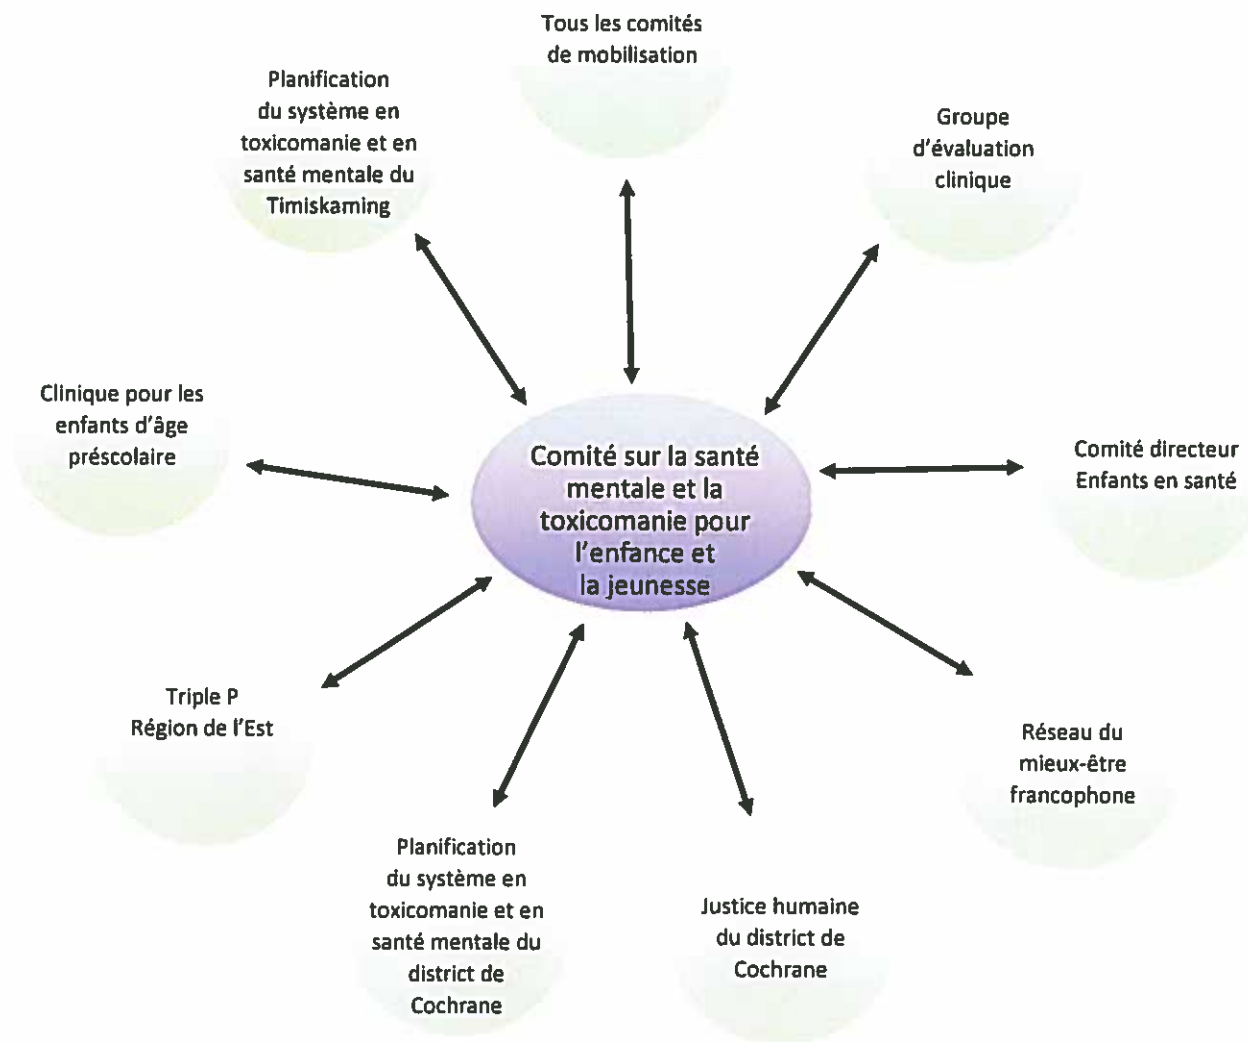 Tous les comités
de mobilisation
Planification
du système en
toxicomanie et en
santé mentale du
Timiskaming
Groupe
d'évaluation
clinique
Clinique pour les
enfants d'âge
préscolaire
Comité sur la santé
mentale et la
toxicomanie pour
l'enfance et
la jeunesse
Comité directeur
Enfants en santé
Triple P
Région de l'Est
Réseau du
mieux-être
francophone
Planification
du système en
toxicomanie et en
santé mentale du
district de
Cochrane
Justice humaine
du district de
Cochrane